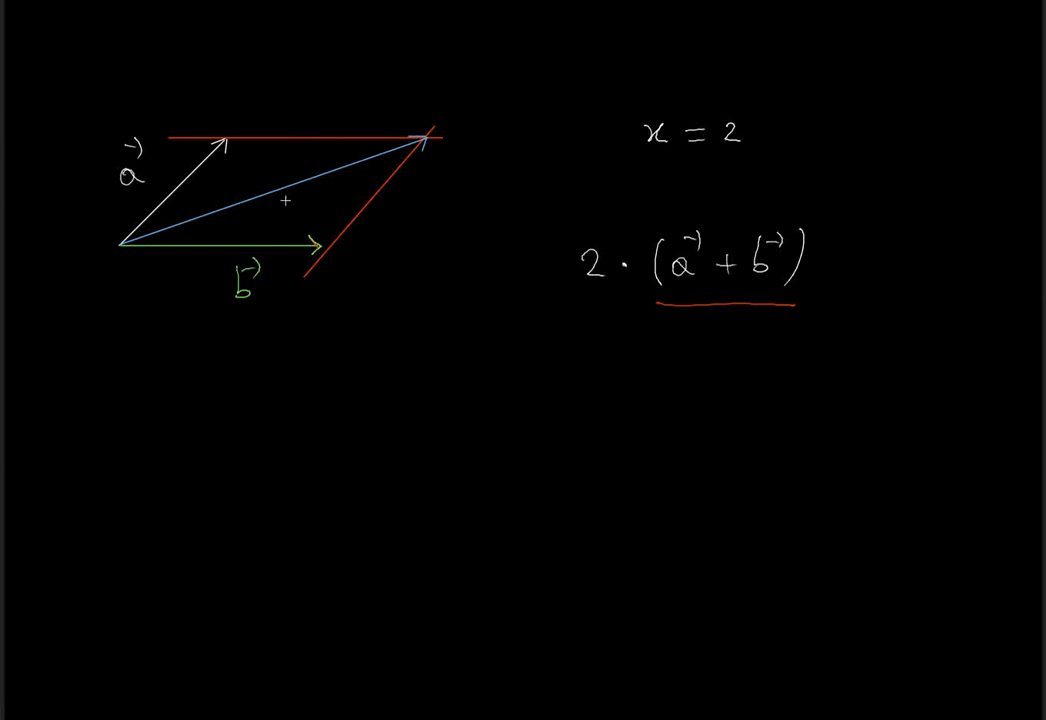 a⃗
b⃗
x = 2
2 · (a⃗ + b⃗)